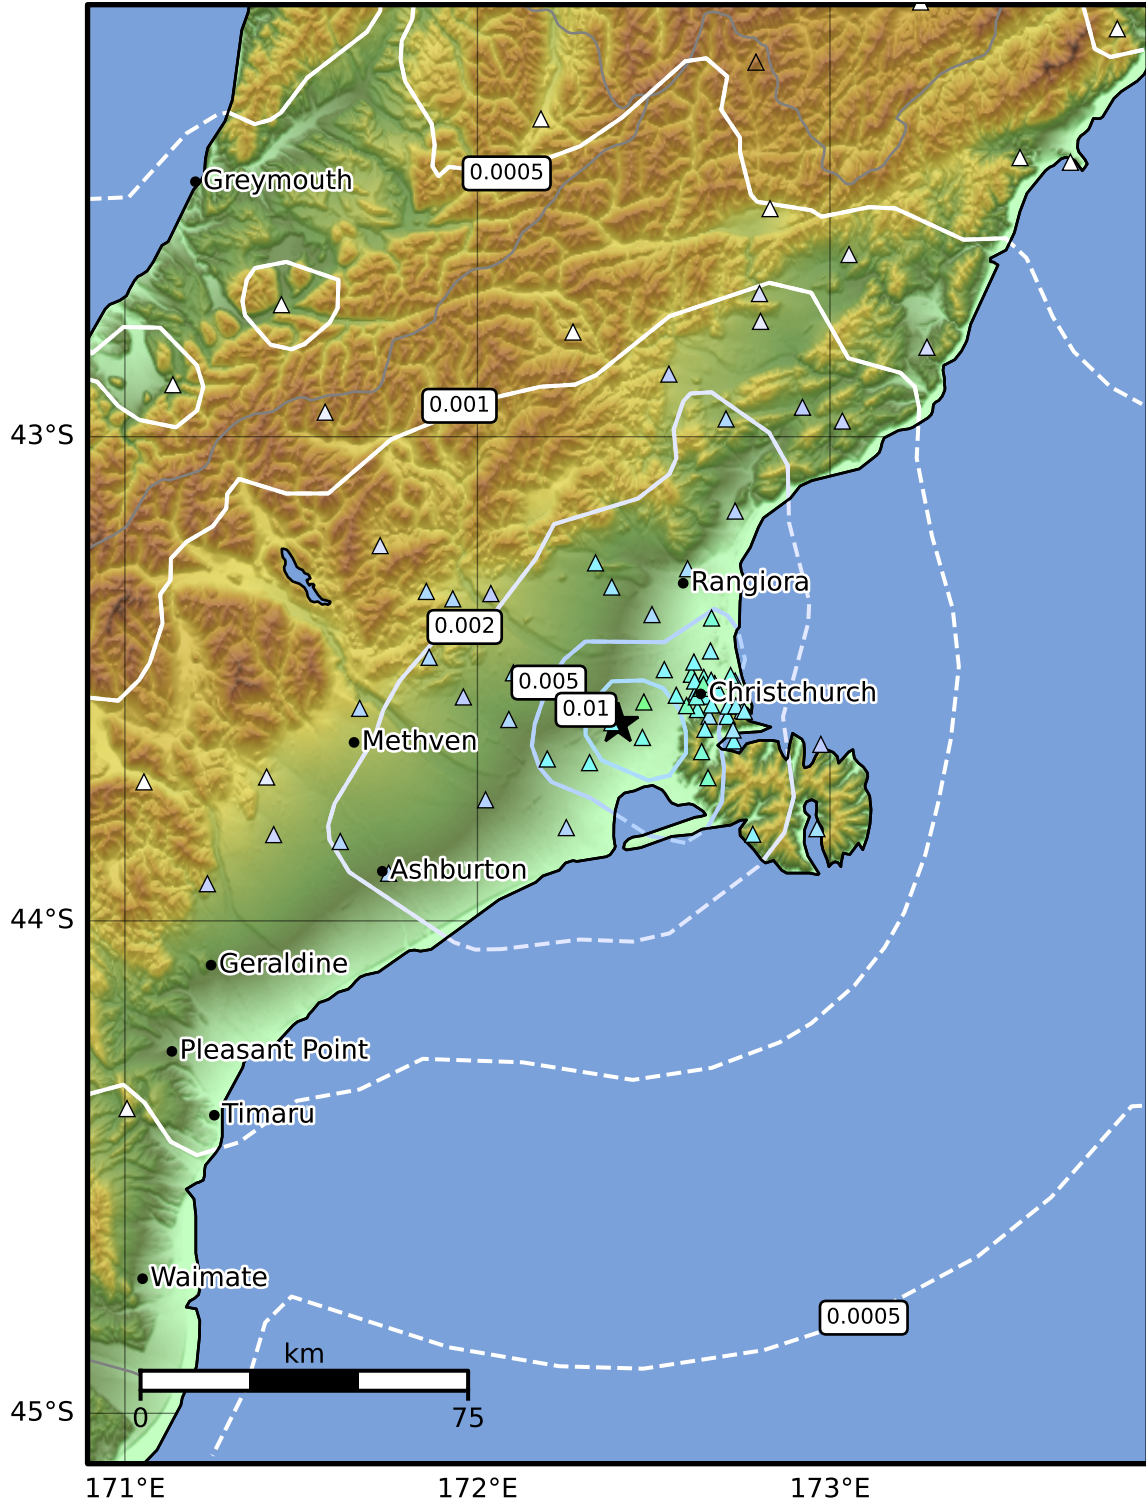 0.0005
Greymouth
0.001
43°S
Rangiora
0.002
0.005
Christchurch
0.01
Methven
Ashburton
44°S
Geraldine
Pleasant Point
Timaru
Waimate
0.0005
km
0
75
45°S
171°E
172°E
173°E